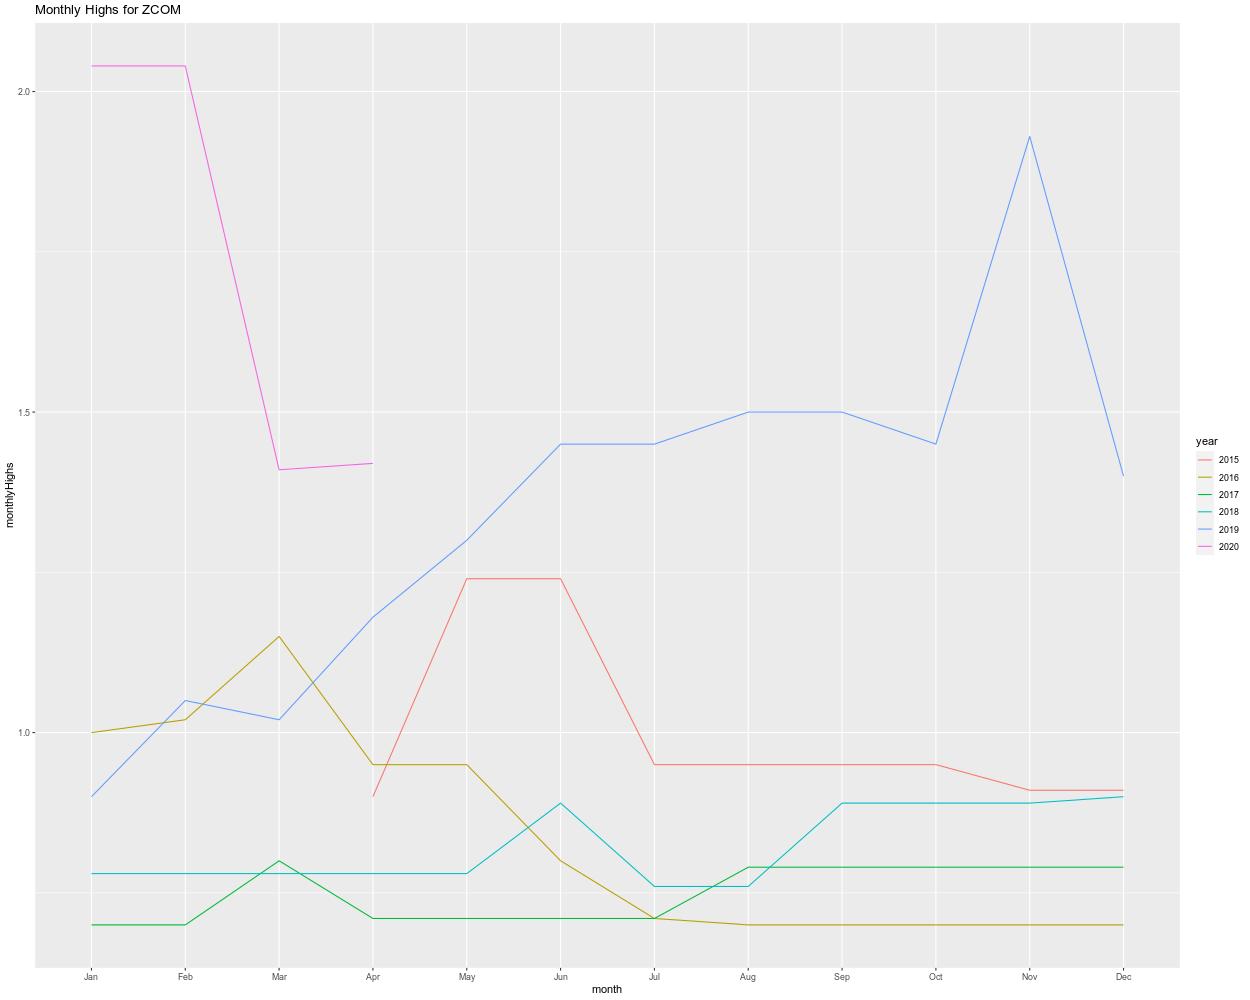 Monthly Highs for ZCOM
2.0
1.5
1.0
monthlyHighs
Jan Feb Mar Apr May Jun Jul Aug Sep Oct Nov Dec
month
year
2015
2016
2017
2018
2019
2020